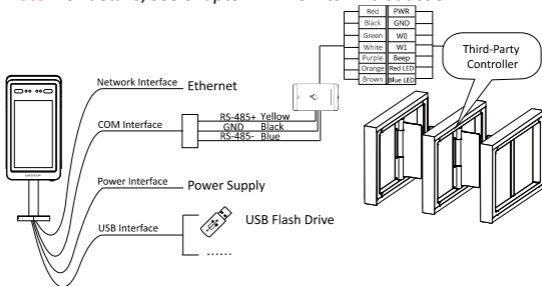 Red PWR
Black GND
Green W0
White W1
Purple Beep
Orange Red LED
Brown Blue LED
Third-Party
Controller
Network Interface Ethernet
COM Interface
RS-485+ Yellow
GND Black
RS-485- Blue
Power Interface Power Supply
USB Interface
USB Flash Drive
......